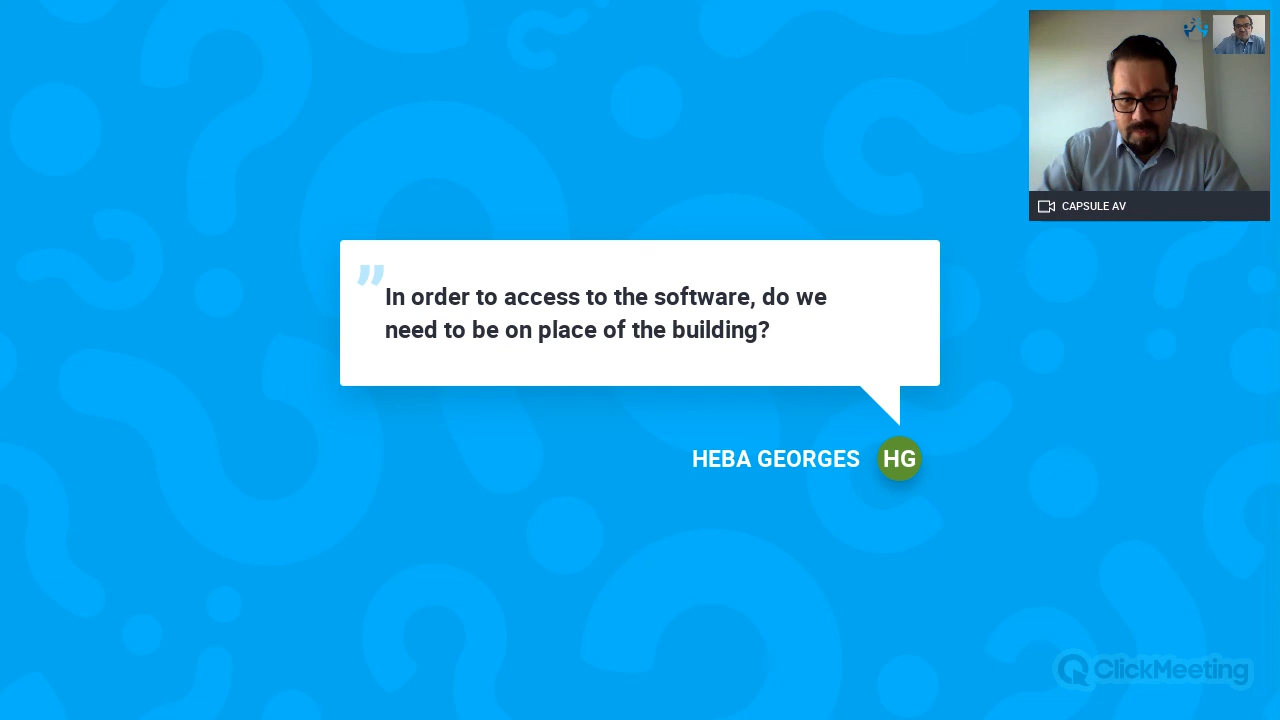 CAPSULE AV
”
In order to access to the software, do we
need to be on place of the building?
HEBA GEORGES HG
ClickMeeting